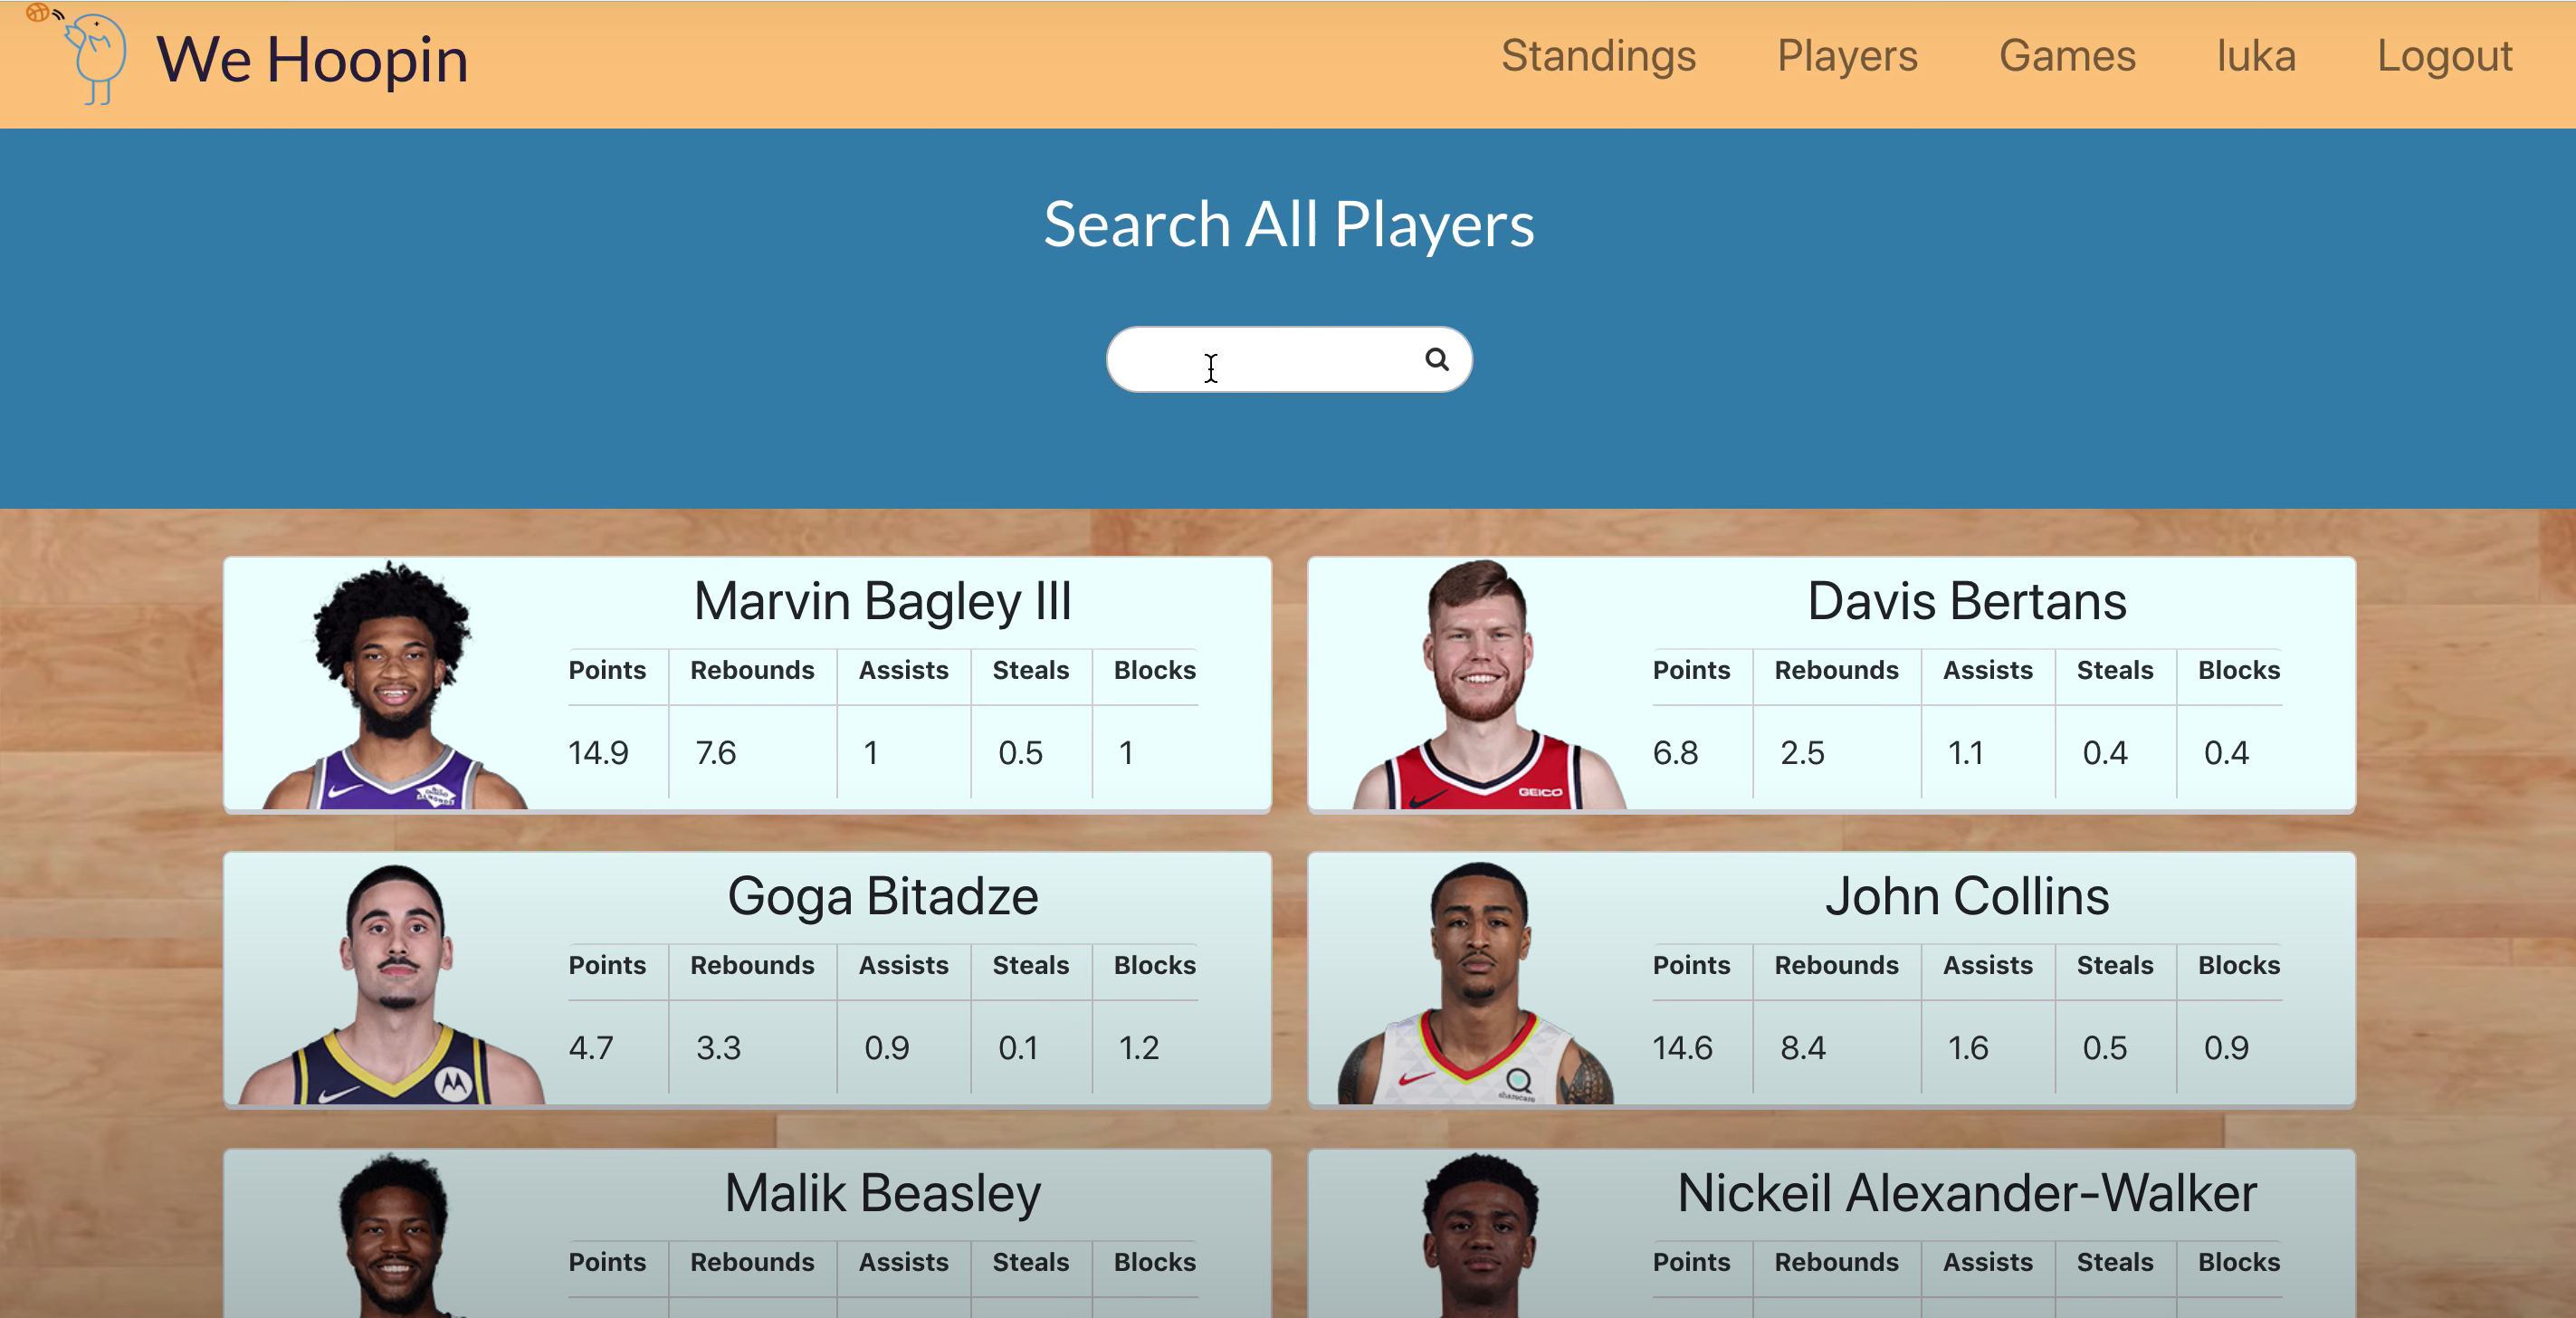 We Hoopin
Standings Players Games luka Logout
Search All Players
Marvin Bagley III
Points Rebounds Assists Steals Blocks
14.9 7.6 1 0.5 1
Davis Bertans
Points Rebounds Assists Steals Blocks
6.8 2.5 1.1 0.4 0.4
GEICO
Goga Bitadze
Points Rebounds Assists Steals Blocks
4.7 3.3 0.9 0.1 1.2
John Collins
Points Rebounds Assists Steals Blocks
14.6 8.4 1.6 0.5 0.9
sharecare
Malik Beasley
Points Rebounds Assists Steals Blocks
Nickeil Alexander-Walker
Points Rebounds Assists Steals Blocks